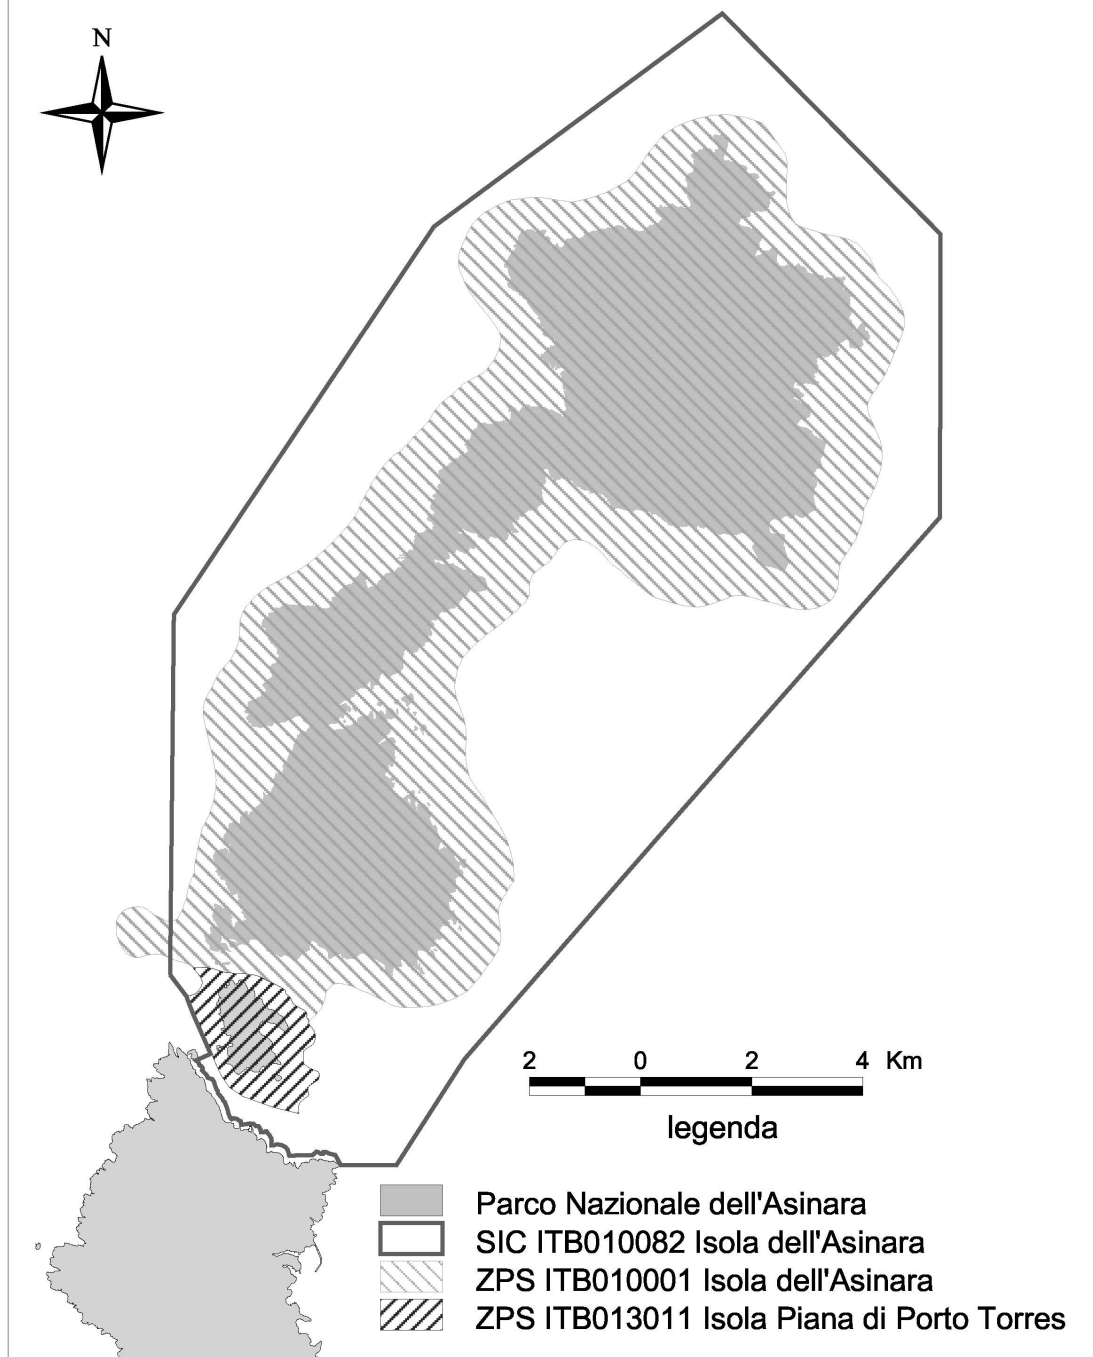 N
2 0 2 4 Km
legenda
Parco Nazionale dell'Asinara
SIC ITB010082 Isola dell'Asinara
ZPS ITB010001 Isola dell'Asinara
ZPS ITB013011 Isola Piana di Porto Torres